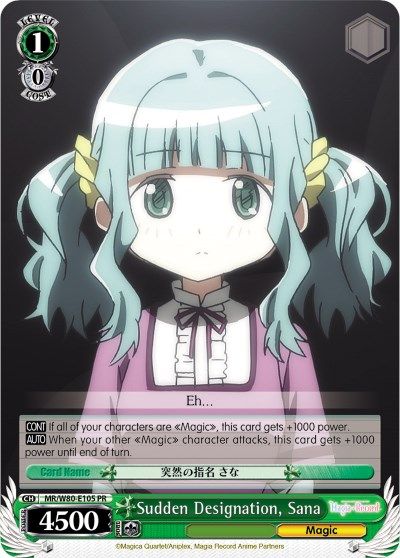 LEVEL
1
0
COST
Eh...
CONT If all of your characters are «Magic», this card gets +1000 power.
AUTO When your other «Magic» character attacks, this card gets +1000 power
until end of turn.
Card Name 突然の指名 さな
CH MR/W80-E105 PR
POWER 4500 Sudden Designation, Sana
Magia Record
Magic
©Magica Quartet/Aniplex, Magia Record Anime Partners